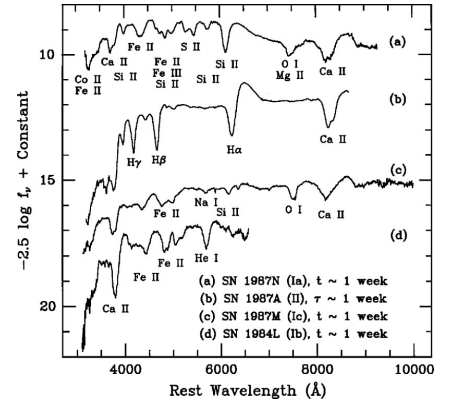 10
15
20
-2.5 log fν + Constant
Fe II
S II
Ca II
Co II
Fe II
Si II
Fe II
Fe III
Si II
Si II
Si II
O I
Mg II
Ca II
(a)
(b)
Hγ
Hβ
Hα
Ca II
(c)
Fe II
Na I
Si II
O I
Ca II
(d)
Ca II
Fe II
Fe II
He I
(a) SN 1987N (Ia), t ~ 1 week
(b) SN 1987A (II), τ ~ 1 week
(c) SN 1987M (Ic), t ~ 1 week
(d) SN 1984L (Ib), t ~ 1 week
4000 6000 8000 10000
Rest Wavelength (Å)